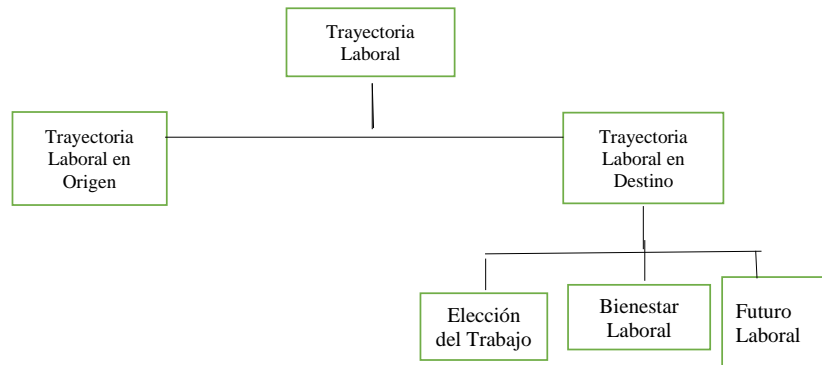 Trayectoria
Laboral
Trayectoria
Laboral en
Origen
Trayectoria
Laboral en
Destino
Elección
del Trabajo
Bienestar
Laboral
Futuro
Laboral